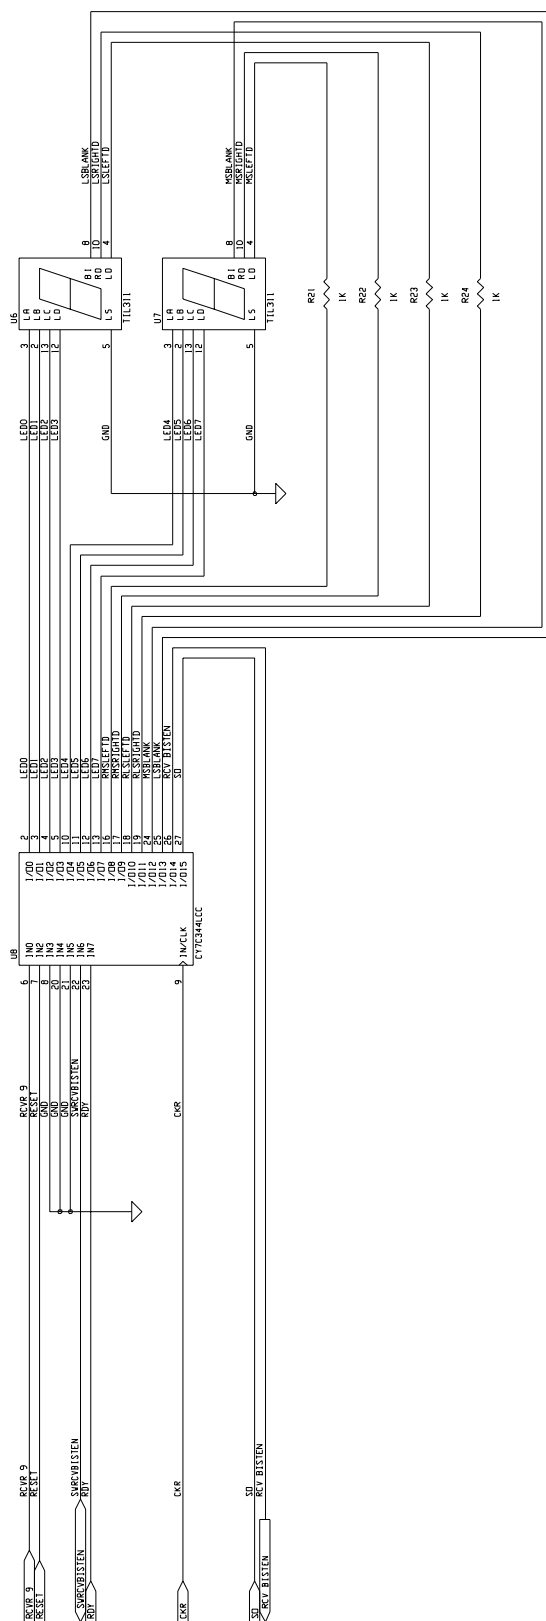 LSBLANK
LSRIGHTD
LSLEFTD
MSBLANK
MSRIGHTD
MSLEFTD
8
10
4
8
10
4
BI
RD
LD
BI
RD
LD
LA
LB
LC
LD
LS
LA
LB
LC
LD
LS
U6
TIL311
U7
TIL311
R21
1K
R22
1K
R23
1K
R24
1K
3
2
13
12
5
3
2
13
12
5
LED0
LED1
LED2
LED3
GND
LED4
LED5
LED6
LED7
GND
LED0
LED1
LED2
LED3
LED4
LED5
LED6
LED7
RMSLEFTD
RMSRIGHTD
RLSLEFTD
RLSRIGHTD
MSBLANK
LSBLANK
RCV BISTEN
SO
2
3
4
5
10
11
12
13
16
17
18
19
24
25
26
27
I/O0
I/O1
I/O2
I/O3
I/O4
I/O5
I/O6
I/O7
I/O8
I/O9
I/O10
I/O11
I/O12
I/O13
I/O14
I/O15
IN0
IN2
IN3
IN4
IN5
IN6
IN7
IN/CLK
U8
CY7C344LCC
6
7
8
20
21
22
23
9
RCVR 9
RESET
GND
GND
GND
SWRCVBISTEN
RDY
CKR
RCVR 9
RESET
SWRCVBISTEN
RDY
CKR
SO
RCV BISTEN
RCVR 9
RESET
SWRCVBISTEN
RDY
CKR
SO
RCV BISTEN